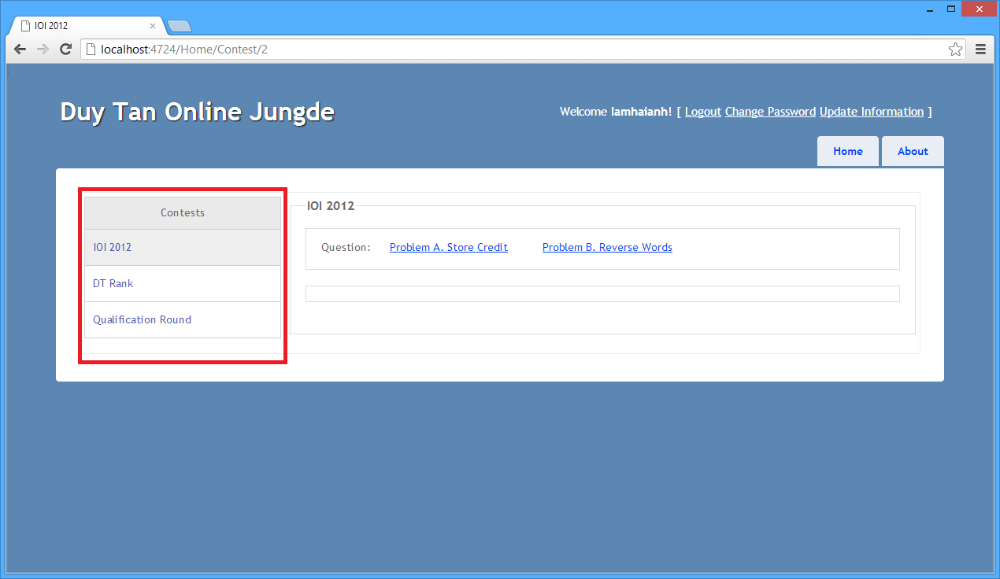 IOI 2012
localhost:4724/Home/Contest/2
Duy Tan Online Jungde
Welcome lamhaianh! [ Logout Change Password Update Information ]
Home About
Contests
IOI 2012
DT Rank
Qualification Round
IOI 2012
Question: Problem A. Store Credit Problem B. Reverse Words